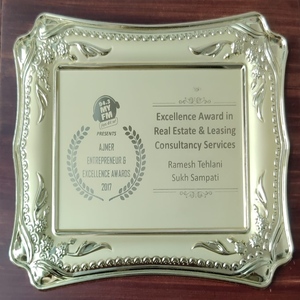 94.3
MY
FM
PRESENTS
AJMER
ENTREPRENEUR &
EXCELLENCE AWARDS
2017
Excellence Award in
Real Estate & Leasing
Consultancy Services
Ramesh Tehlani
Sukh Sampati